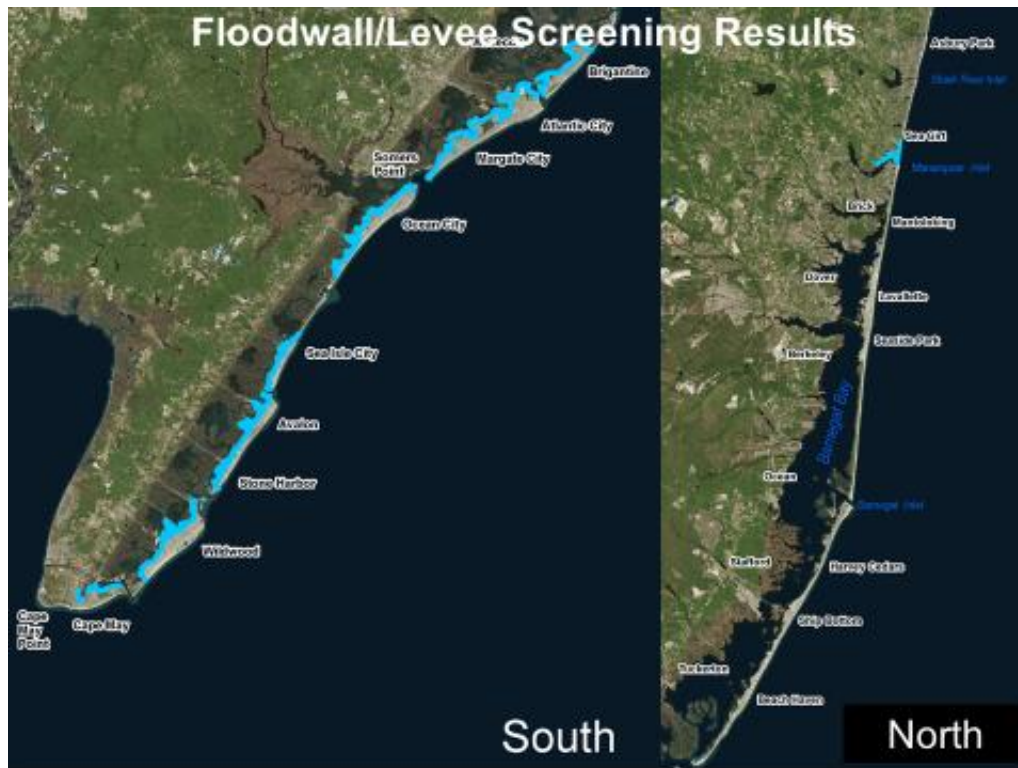 Floodwall/Levee Screening Results
Brigantine
Atlantic City
Margate City
Somers
Point
Ocean City
Sea Isle City
Avalon
Stone Harbor
Wildwood
Cape
May
Point
Cape May
South
Asbury Park
Shark River Inlet
Sea Girt
Manasquan Inlet
Brick
Mantoloking
Dover
Lavallette
Seaside Park
Berkeley
Barnegat Bay
Ocean
Barnegat Inlet
Stafford
Harvey Cedars
Ship Bottom
Tuckerton
Beach Haven
North